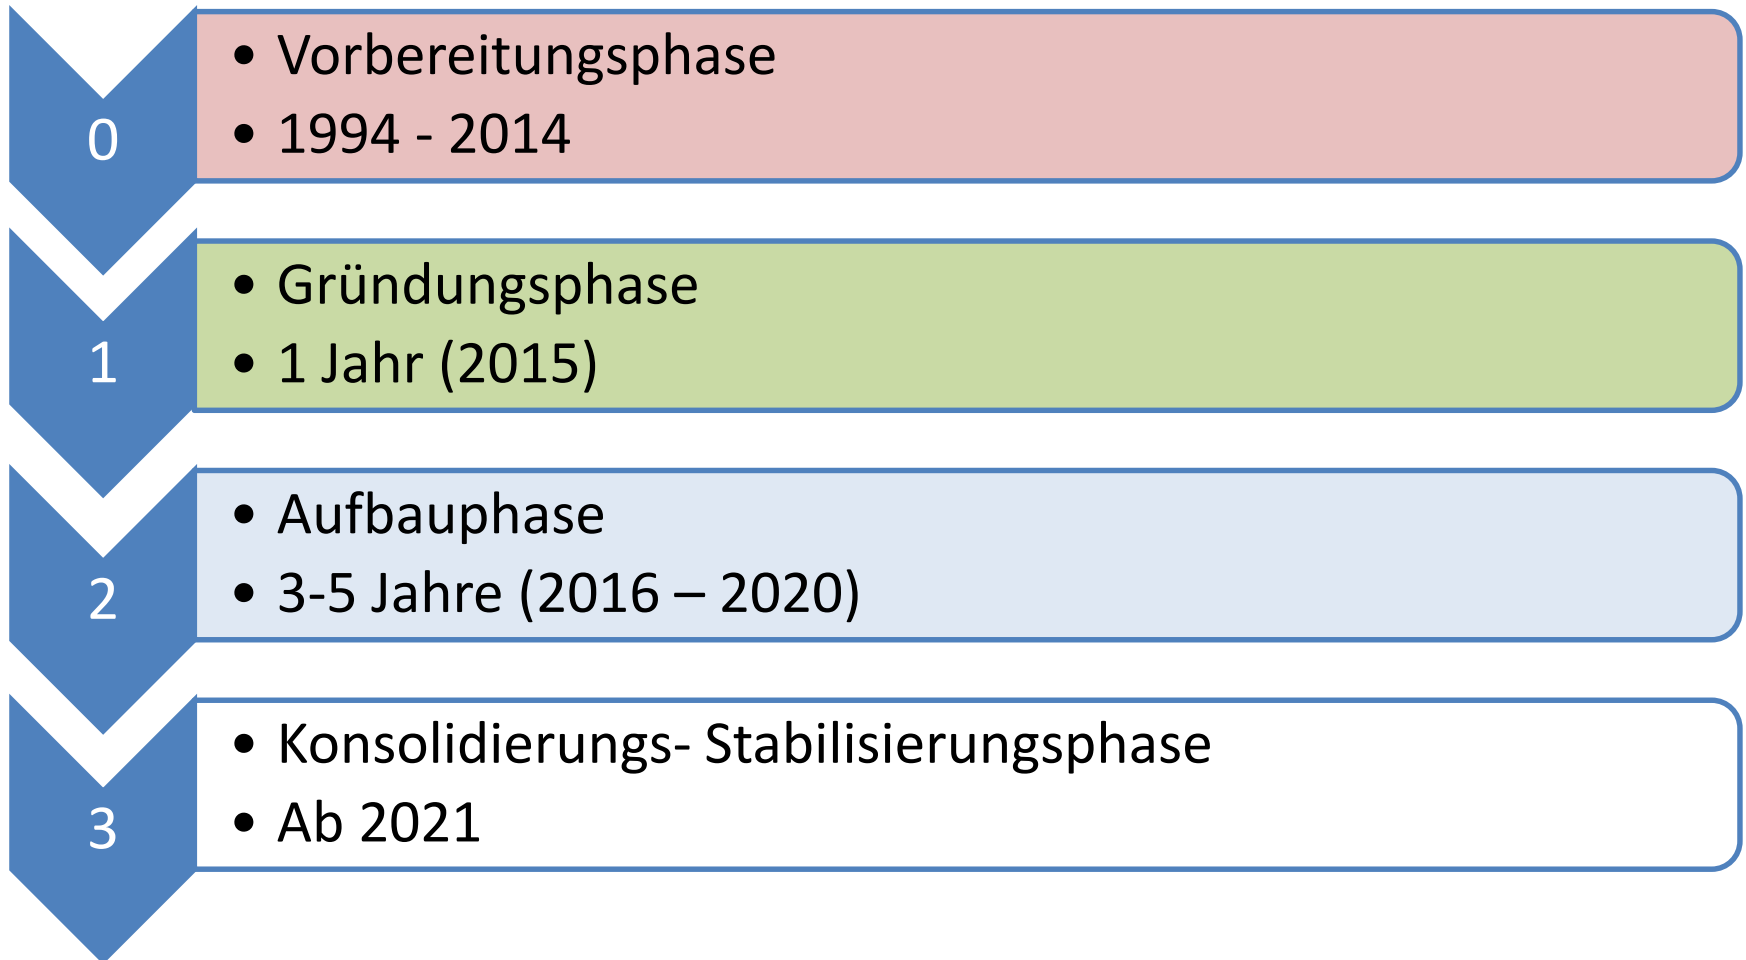 0
• Vorbereitungsphase
• 1994 - 2014
1
• Gründungsphase
• 1 Jahr (2015)
2
• Aufbauphase
• 3-5 Jahre (2016 – 2020)
3
• Konsolidierungs- Stabilisierungsphase
• Ab 2021